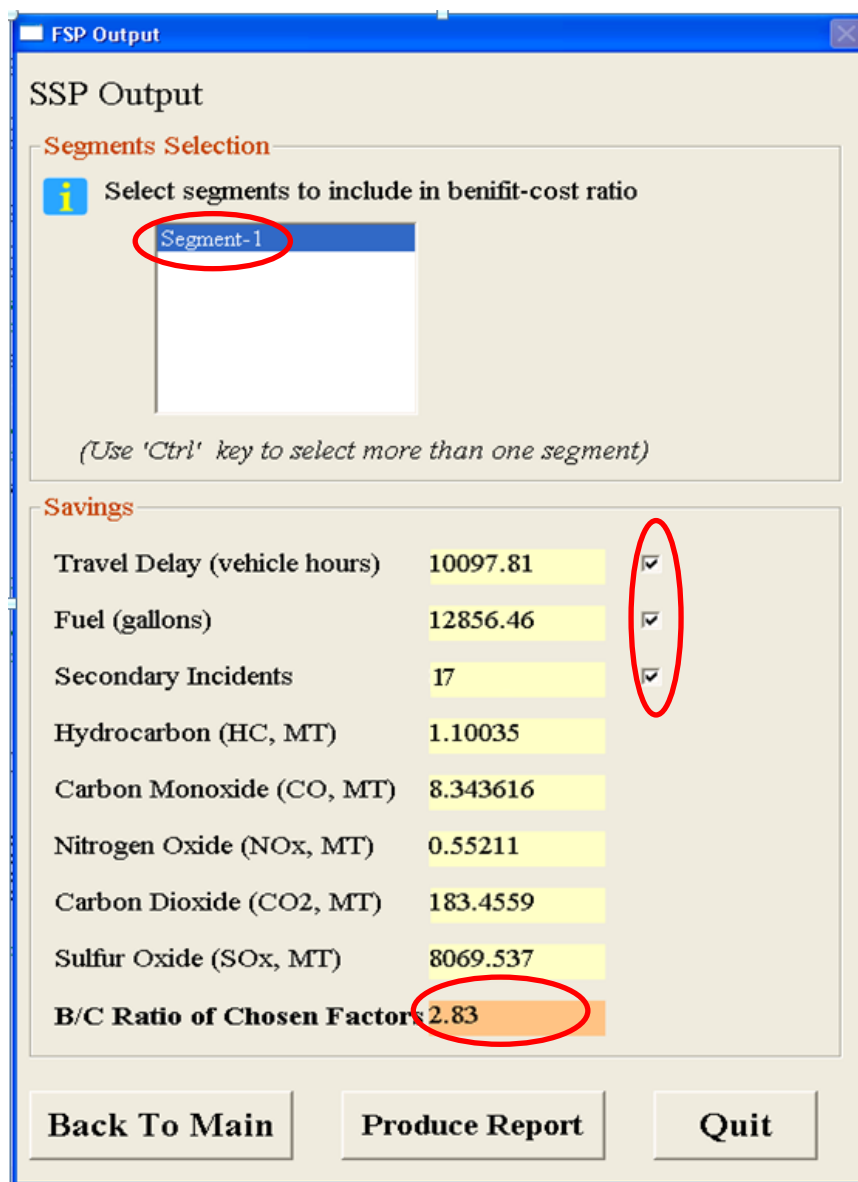 FSP Output
SSP Output
Segments Selection
i Select segments to include in benifit-cost ratio
Segment-1
(Use 'Ctrl' key to select more than one segment)
Savings
Travel Delay (vehicle hours) 10097.81
Fuel (gallons) 12856.46
Secondary Incidents 17
Hydrocarbon (HC, MT) 1.10035
Carbon Monoxide (CO, MT) 8.343616
Nitrogen Oxide (NOx, MT) 0.55211
Carbon Dioxide (CO2, MT) 183.4559
Sulfur Oxide (SOx, MT) 8069.537
B/C Ratio of Chosen Factors 2.83
Back To Main Produce Report Quit